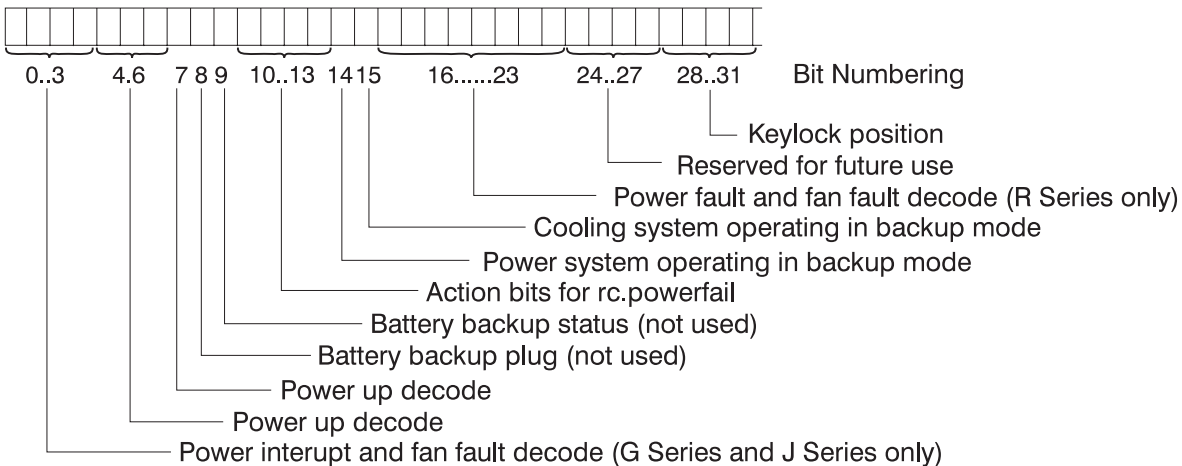 0..3 4.6 7 8 9 10..13 14 15 16......23 24..27 28..31 Bit Numbering
Keylock position
Reserved for future use
Power fault and fan fault decode (R Series only)
Cooling system operating in backup mode
Power system operating in backup mode
Action bits for rc.powerfail
Battery backup status (not used)
Battery backup plug (not used)
Power up decode
Power up decode
Power interupt and fan fault decode (G Series and J Series only)